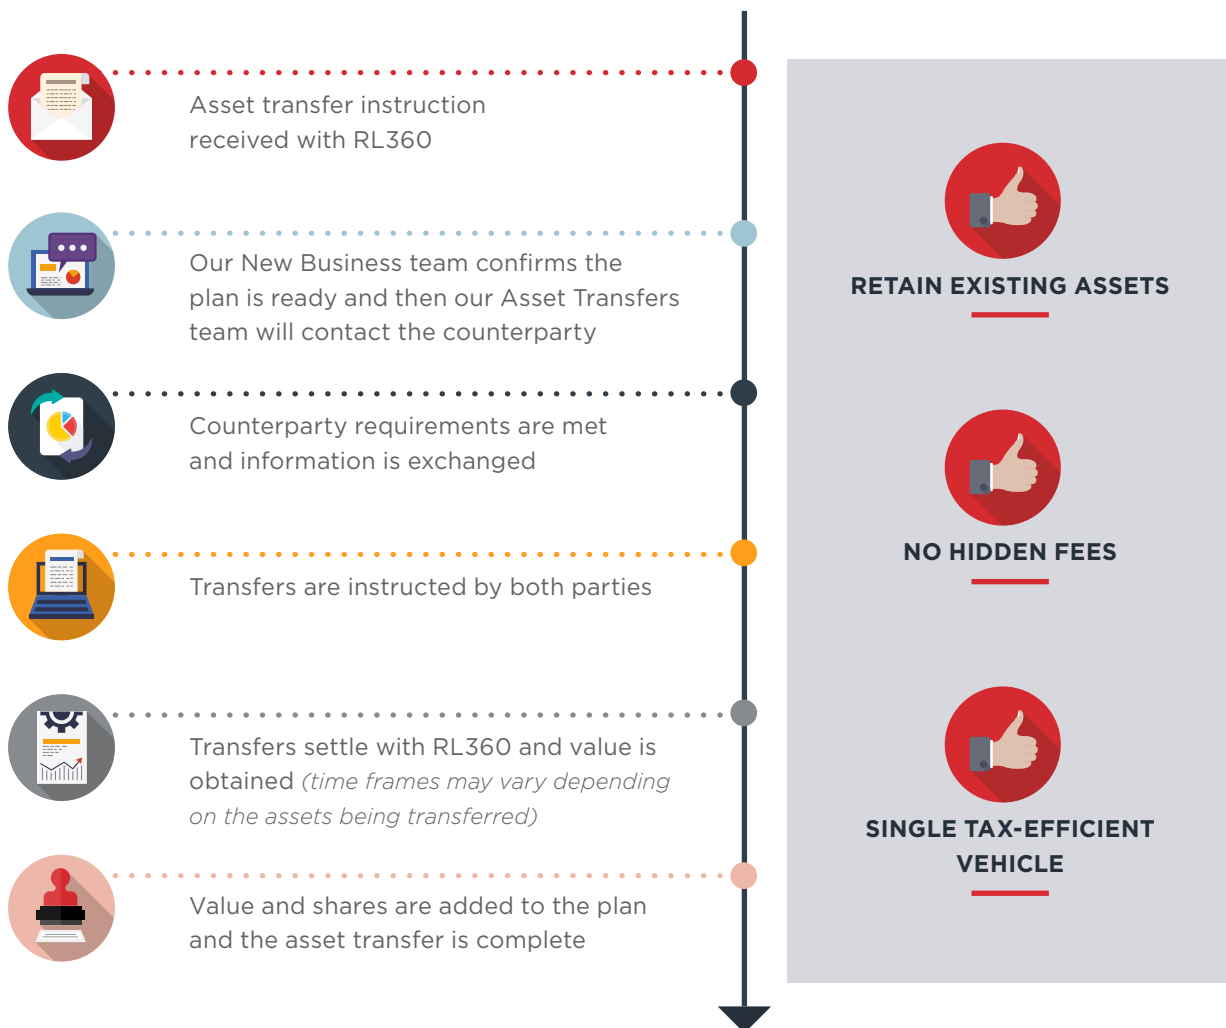 Asset transfer instruction
received with RL360
Our New Business team confirms the
plan is ready and then our Asset Transfers
team will contact the counterparty
Counterparty requirements are met
and information is exchanged
Transfers are instructed by both parties
Transfers settle with RL360 and value is
obtained (time frames may vary depending
on the assets being transferred)
Value and shares are added to the plan
and the asset transfer is complete
RETAIN EXISTING ASSETS
NO HIDDEN FEES
SINGLE TAX-EFFICIENT
VEHICLE